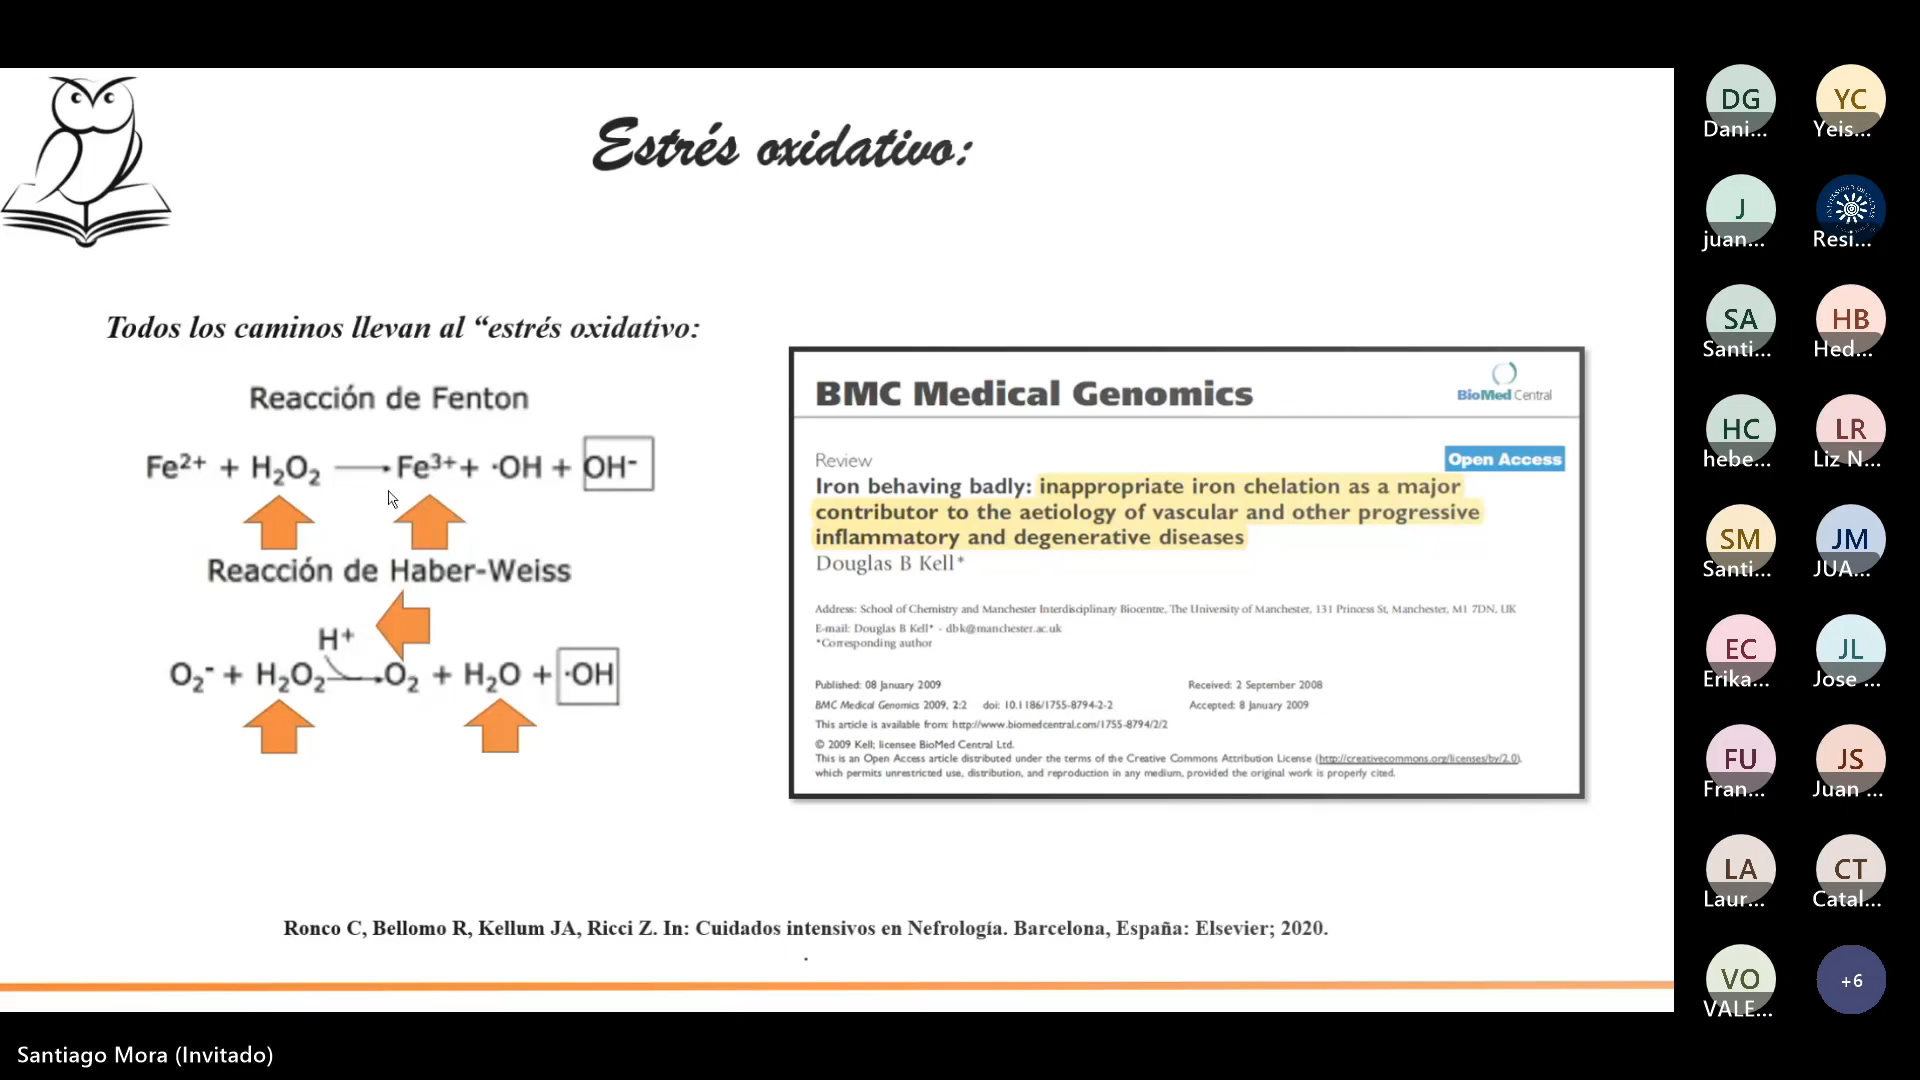 Estrés oxidativo:
Todos los caminos llevan al “estrés oxidativo:
Reacción de Fenton
Fe²⁺ + H₂O₂ → Fe³⁺ + ·OH + OH⁻
Reacción de Haber-Weiss
H⁺
O₂⁻ + H₂O₂ → O₂ + H₂O + ·OH
BMC Medical Genomics
BioMed Central
Review
Open Access
Iron behaving badly: inappropriate iron chelation as a major
contributor to the aetiology of vascular and other progressive
inflammatory and degenerative diseases
Douglas B Kell*
Address: School of Chemistry and Manchester Interdisciplinary Biocentre, The University of Manchester, 131 Princess St, Manchester, M1 7DN, UK
E-mail: Douglas B Kell* - dbk@manchester.ac.uk
*Corresponding author
Published: 08 January 2009
Received: 2 September 2008
BMC Medical Genomics 2009, 2:2 doi: 10.1186/1755-8794-2-2
Accepted: 8 January 2009
This article is available from: http://www.biomedcentral.com/1755-8794/2/2
© 2009 Kell; licensee BioMed Central Ltd.
This is an Open Access article distributed under the terms of the Creative Commons Attribution License (http://creativecommons.org/licenses/by/2.0),
which permits unrestricted use, distribution, and reproduction in any medium, provided the original work is properly cited.
Ronco C, Bellomo R, Kellum JA, Ricci Z. In: Cuidados intensivos en Nefrología. Barcelona, España: Elsevier; 2020.
.
DG YC
Dani... Yeis...
J
juan... Resi...
SA HB
Santi... Hed...
HC LR
hebe... Liz N...
SM JM
Santi... JUA...
EC JL
Erika... Jose ...
FU JS
Fran... Juan ...
LA CT
Laur... Catal...
VO +6
VALE...
Santiago Mora (Invitado)